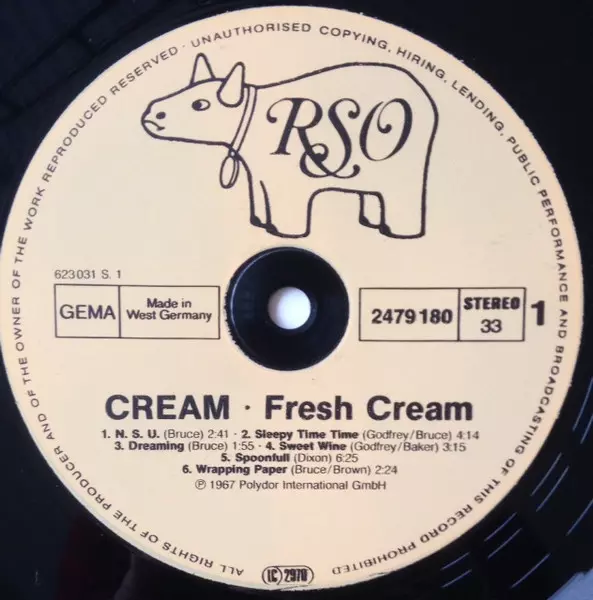 ALL RIGHTS OF THE PRODUCER AND OF THE OWNER OF THE WORK REPRODUCED RESERVED · UNAUTHORISED COPYING, HIRING, LENDING, PUBLIC PERFORMANCE AND BROADCASTING OF THIS RECORD PROHIBITED
RSO
623031 S. 1
GEMA
Made in
West Germany
2479 180
STEREO
33
1
CREAM · Fresh Cream
1. N. S. U. (Bruce) 2:41 · 2. Sleepy Time Time (Godfrey/Bruce) 4:14
3. Dreaming (Bruce) 1:55 · 4. Sweet Wine (Godfrey/Baker) 3:15
5. Spoonfull (Dixon) 6:25
6. Wrapping Paper (Bruce/Brown) 2:24
℗ 1967 Polydor International GmbH
LC 2970